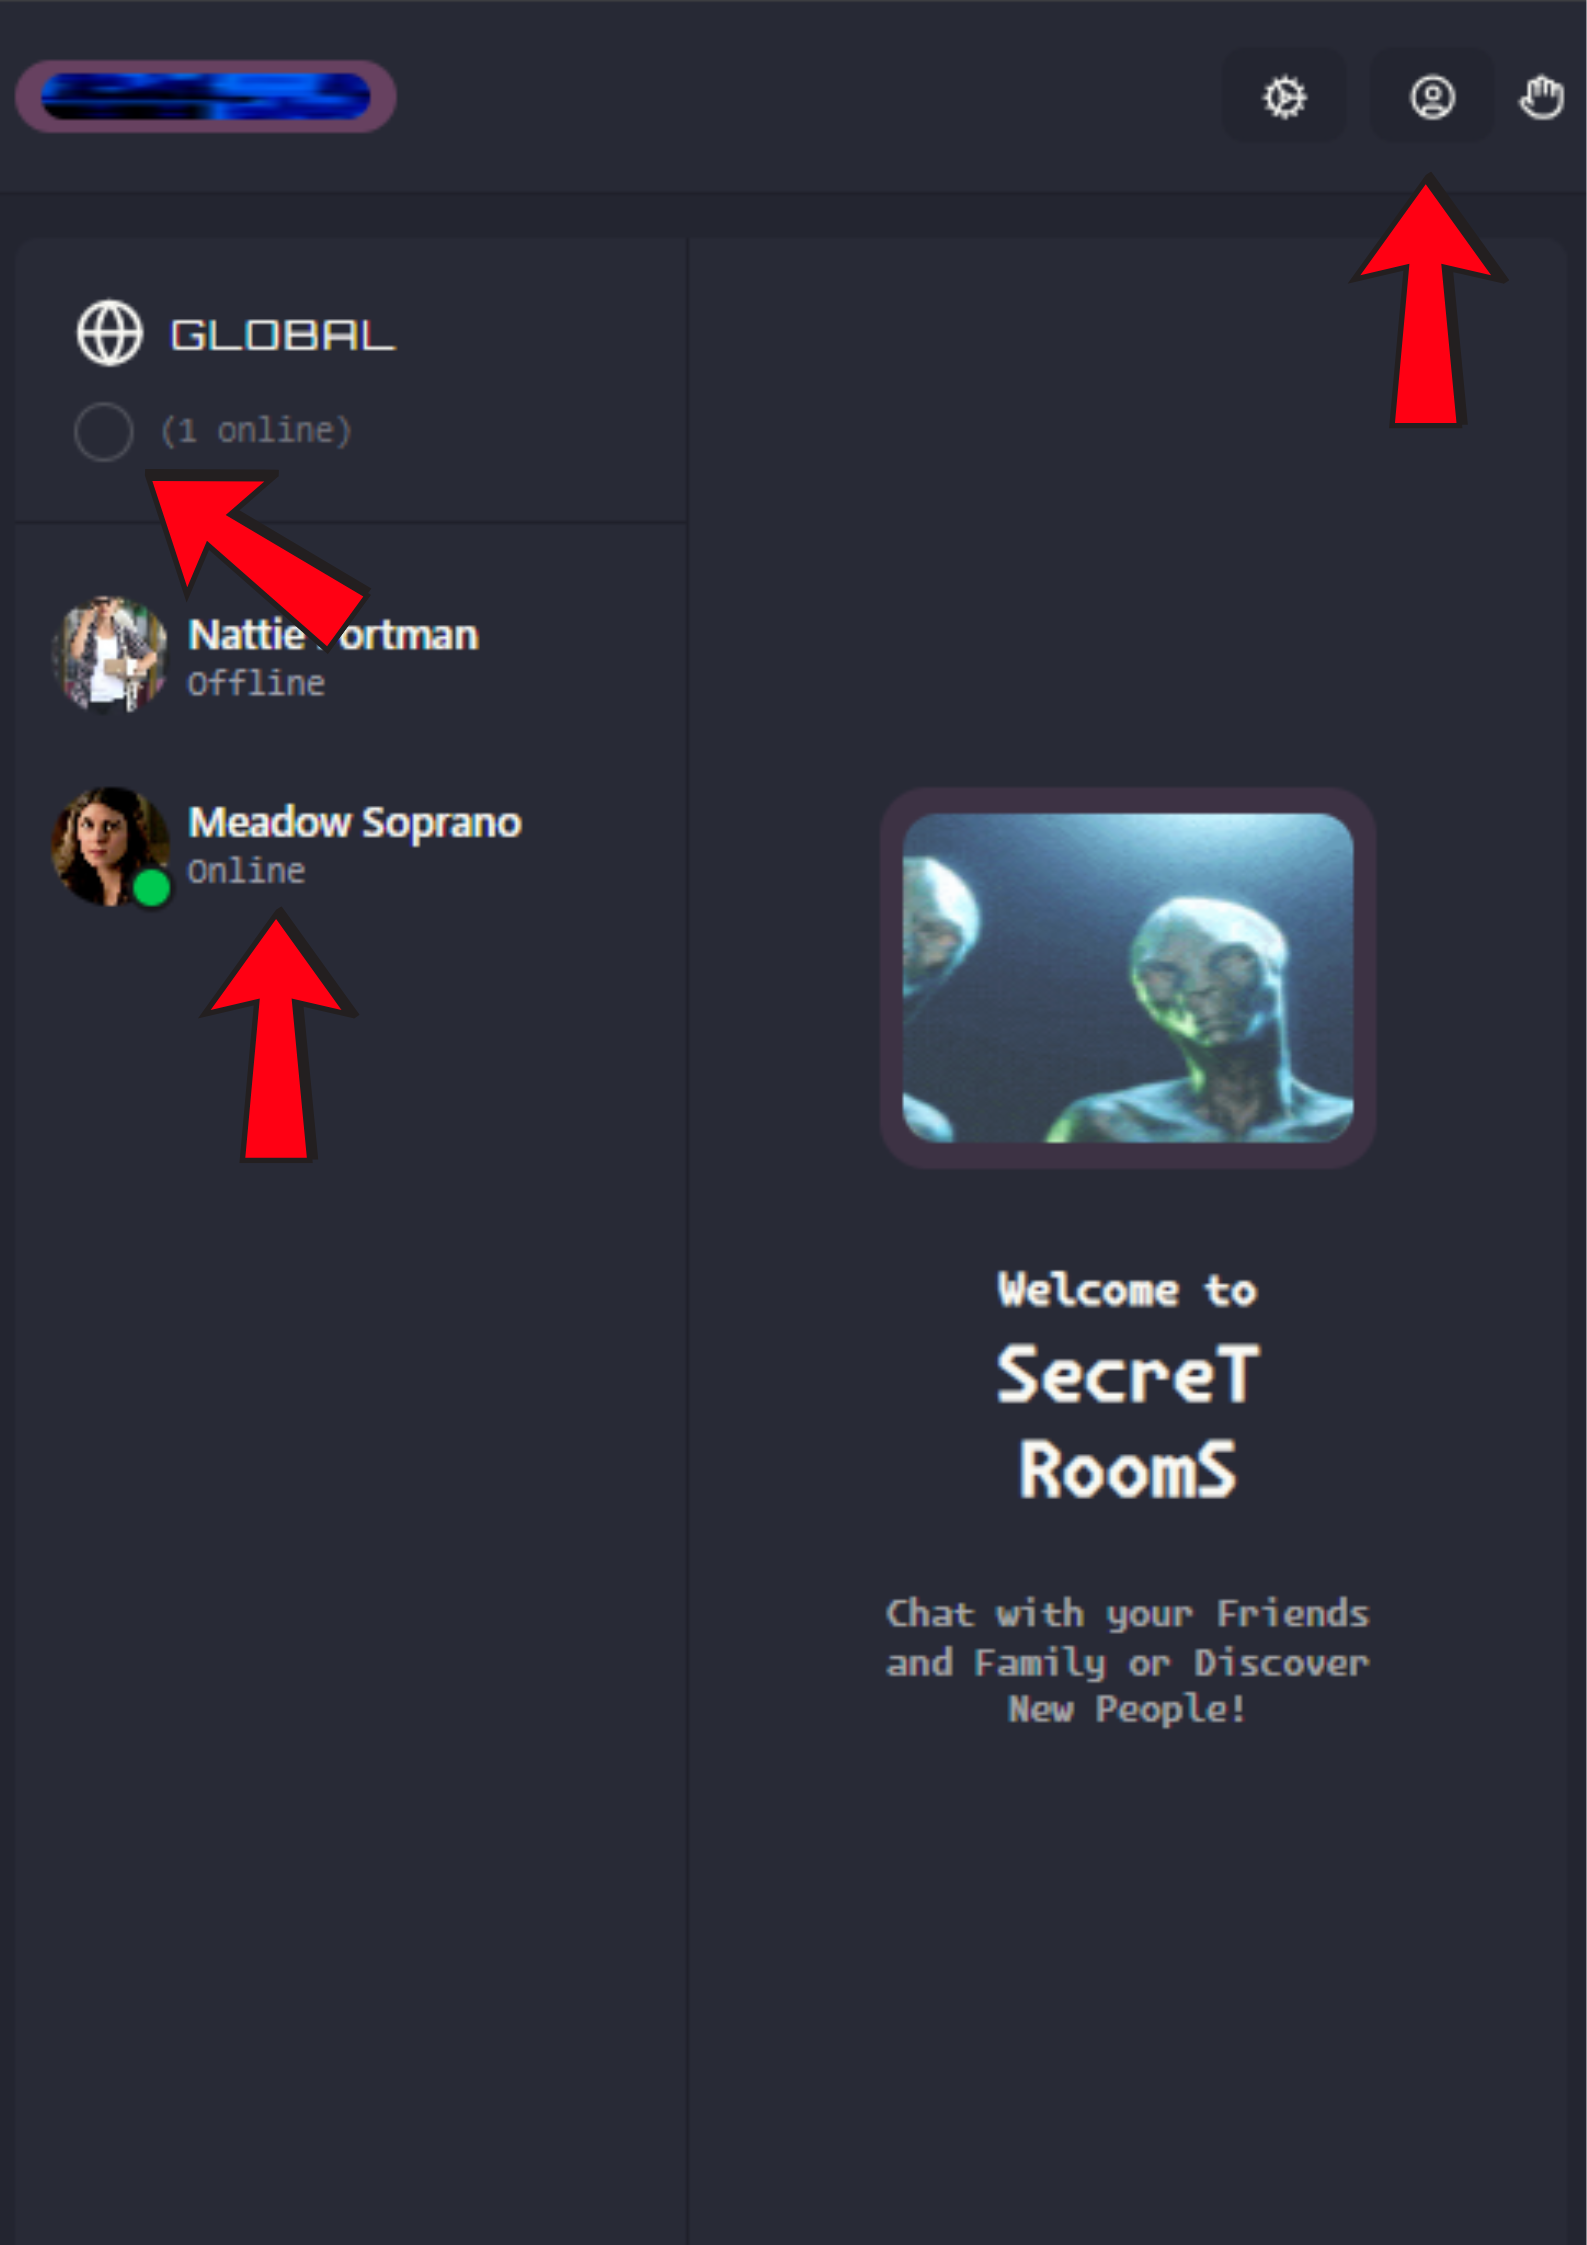 GLOBAL
(1 online)
Nattie ortman
Offline
Meadow Soprano
Online
Welcome to
SecreT
RoomS
Chat with your Friends
and Family or Discover
New People!